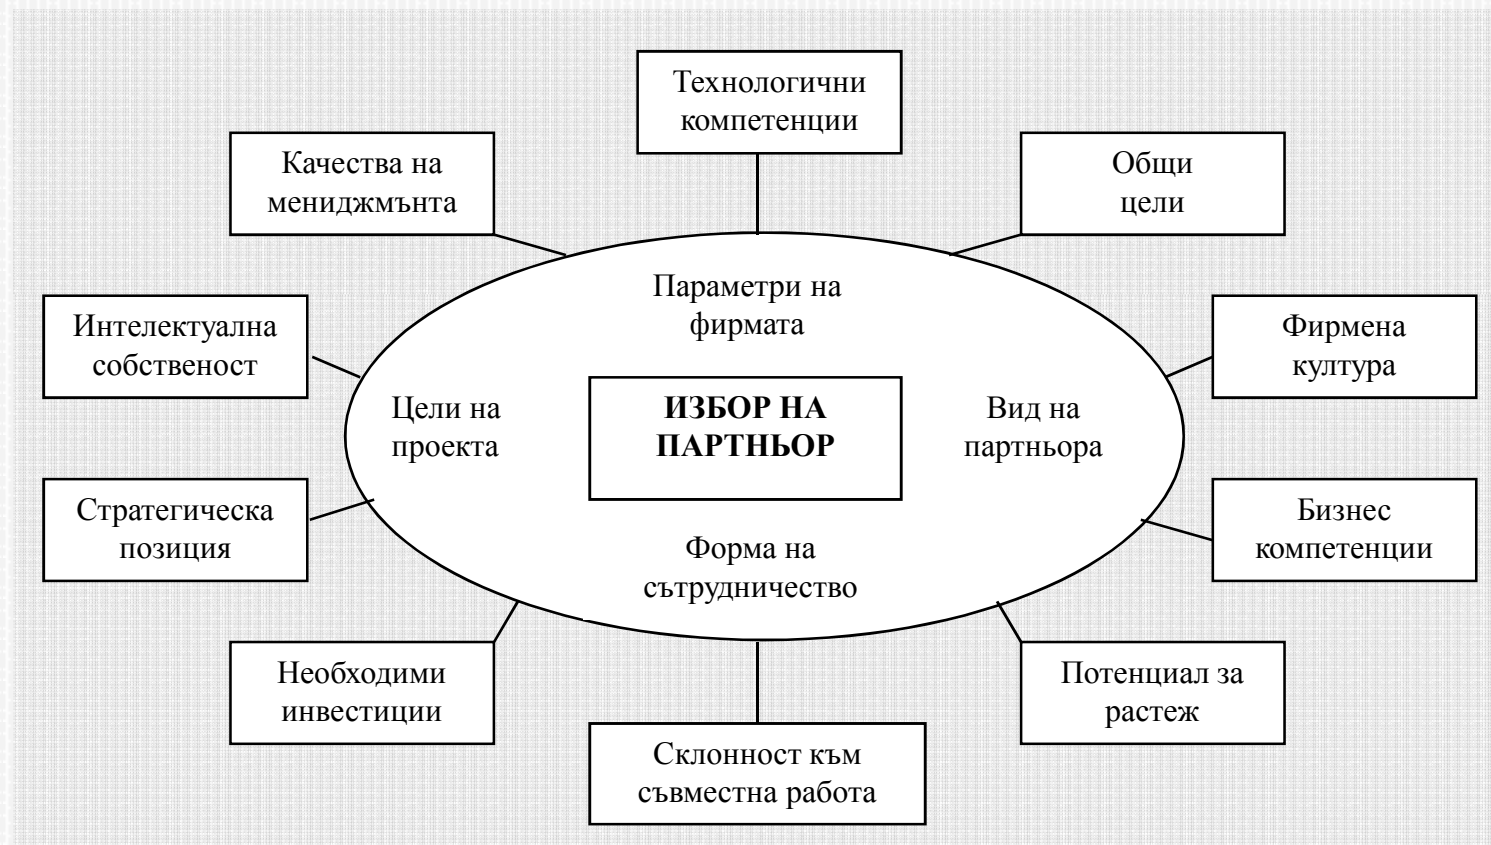 Технологични
компетенции
Качества на
мениджмънта
Общи
цели
Параметри на
фирмата
Интелектуална
собственост
Фирмена
култура
Цели на
проекта
ИЗБОР НА
ПАРТНЬОР
Вид на
партньора
Стратегическа
позиция
Бизнес
компетенции
Форма на
сътрудничество
Необходими
инвестиции
Потенциал за
растеж
Склонност към
съвместна работа